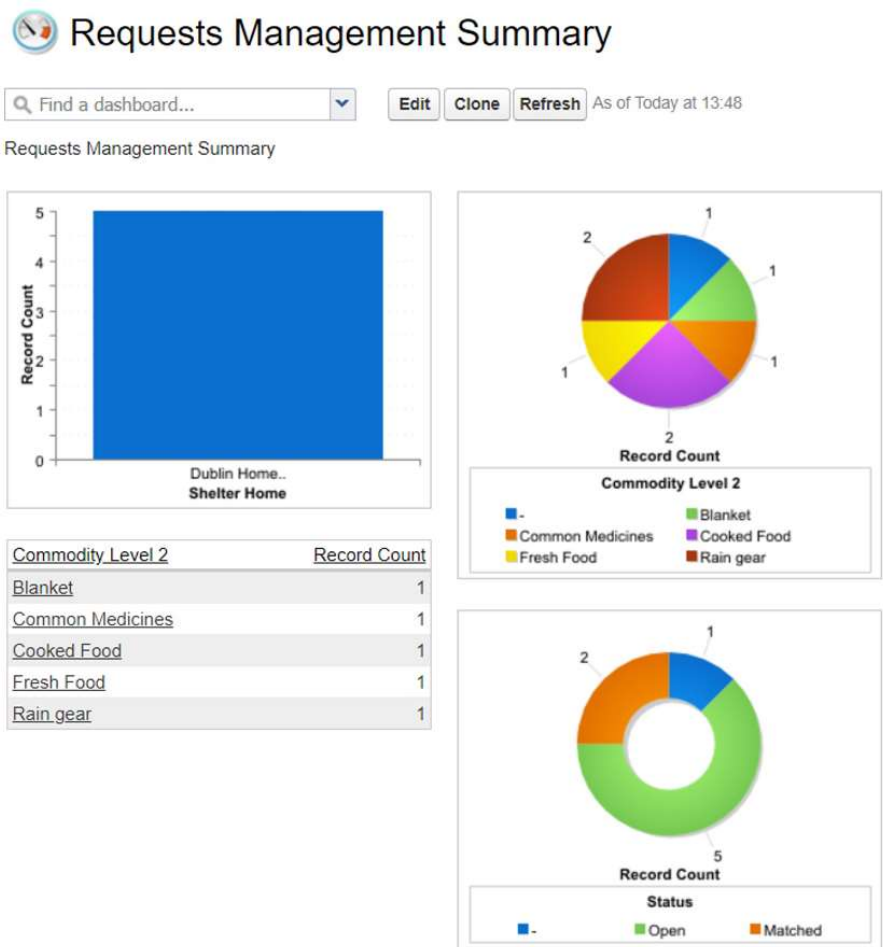 Requests Management Summary
Find a dashboard...
Edit Clone Refresh As of Today at 13:48
Requests Management Summary
5
4
3
2
1
0
Record Count
Dublin Home..
Shelter Home
Commodity Level 2 Record Count
Blanket 1
Common Medicines 1
Cooked Food 1
Fresh Food 1
Rain gear 1
1
2
1
1
1
2
Record Count
Commodity Level 2
- Blanket
Common Medicines Cooked Food
Fresh Food Rain gear
1
2
5
Record Count
Status
- Open Matched